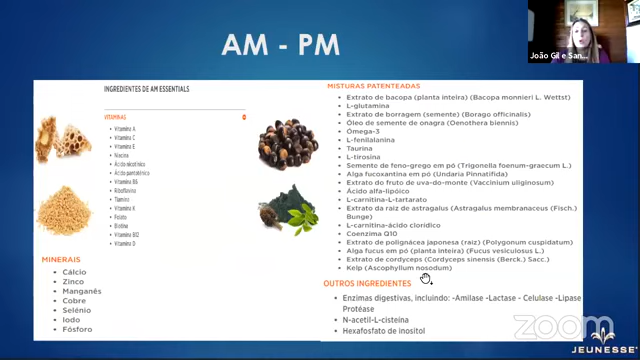 AM - PM
João Gil e San...
INGREDIENTES DE AM ESSENTIALS
VITAMINAS
• Vitamina A
• Vitamina C
• Vitamina E
• Niacina
• Ácido nicotínico
• Ácido pantaténico
• Vitamina B6
• Riboflavina
• Tiamina
• Vitamina K
• Folato
• Biotina
• Vitamina B12
• Vitamina D
MINERAIS
• Cálcio
• Zinco
• Manganês
• Cobre
• Selénio
• Iodo
• Fósforo
MISTURAS PATENTEADAS
• Extrato de bacopa (planta inteira) (Bacopa monnieri L. Wettst)
• L-glutamina
• Extrato de borragem (semente) (Borago officinalis)
• Óleo de semente de ónagra (Oenothera biennis)
• Ómega-3
• L-fenilalanina
• Taurina
• L-tirosina
• Semente de feno-grego em pó (Trigonella foenum-graecum L.)
• Alga fucoxantina em pó (Undaria Pinnatifida)
• Extrato do fruto de uva-do-monte (Vaccinium uliginosum)
• Ácido alfa-lipóico
• L-carnitina-L-tartarato
• Extrato da raiz de astragalus (Astragalus membranaceus (Fisch.)
Bunge)
• L-carnitina-ácido clorídico
• Coenzima Q10
• Extrato de polignácea japonesa (raiz) (Polygonum cuspidatum)
• Alga fucus em pó (planta inteira) (Fucus vesiculosus L.)
• Extrato de cordyceps (Cordyceps sinensis (Berck.) Sacc.)
• Kelp (Ascophyllum nosodum)
OUTROS INGREDIENTES
• Enzimas digestivas, incluindo: -Amilase -Lactase - Celulase -Lipase
Protéase
• N-acetil-L-cisteína
• Hexafosfato de inositol
zoom
JEUNESSE